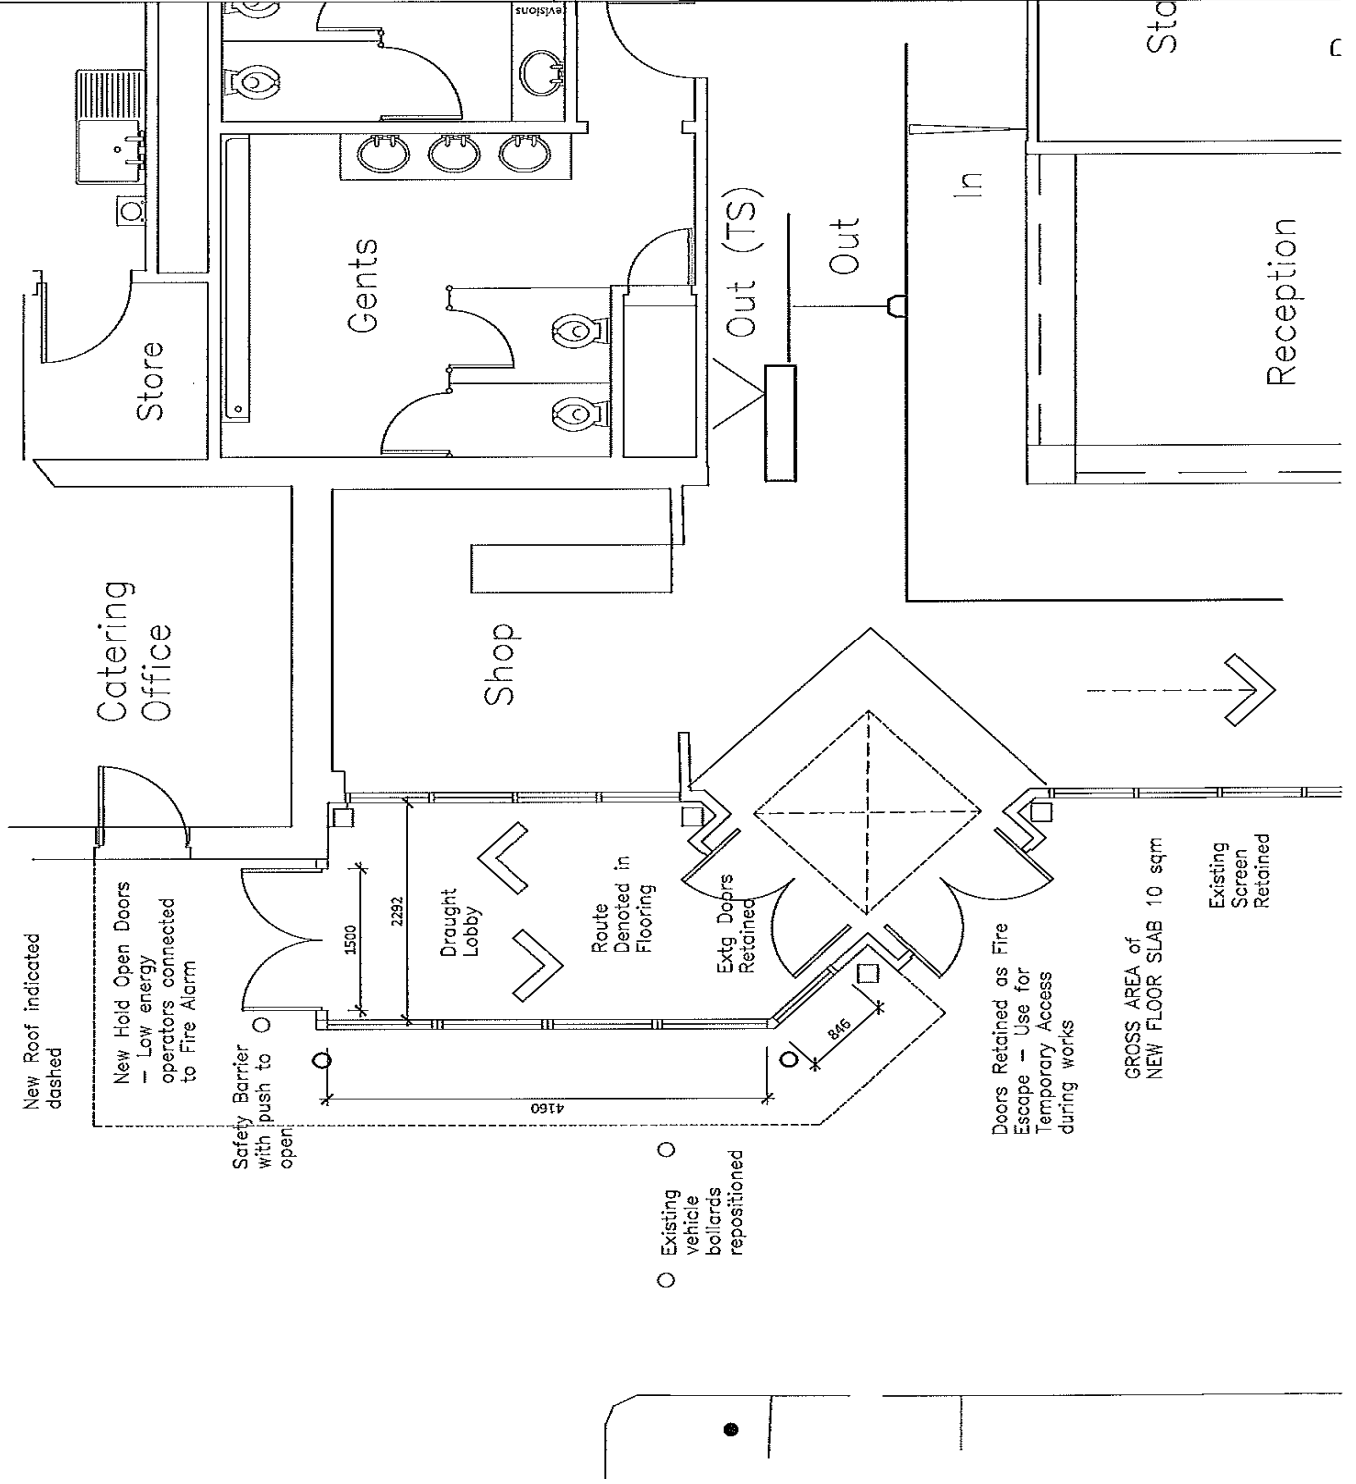 evisions
Sta
In
Out (TS)
Out
Gents
Store
Reception
Catering
Office
Shop
New Roof indicated
dashed
New Hold Open Doors
– Low energy
operators connected
to Fire Alarm
Safety Barrier
with push to
open
1500
2292
Draught
Lobby
Route
Denoted in
Flooring
Extg Doors
Retained
846
4160
Existing
vehicle
bollards
repositioned
Doors Retained as Fire
Escape – Use for
Temporary Access
during works
GROSS AREA of
NEW FLOOR SLAB 10 sqm
Existing
Screen
Retained